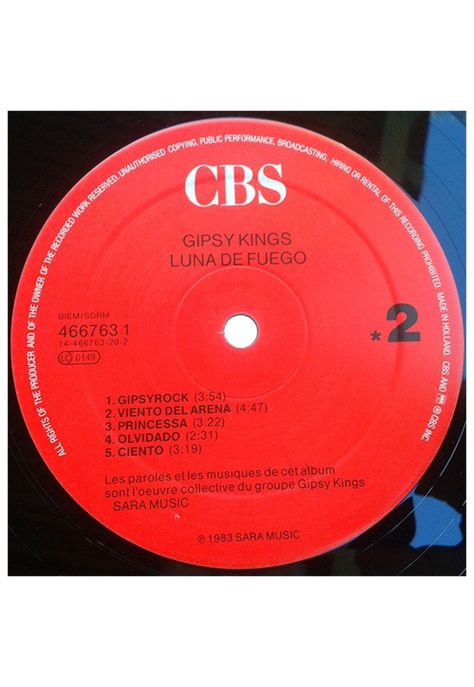 ALL RIGHTS OF THE PRODUCER AND OF THE OWNER OF THE RECORDED WORK RESERVED. UNAUTHORISED COPYING, PUBLIC PERFORMANCE, BROADCASTING, HIRING OR RENTAL OF THIS RECORDING PROHIBITED. MADE IN HOLLAND. CBS AND ® CBS INC.
CBS
GIPSY KINGS
LUNA DE FUEGO
BIEM/SDRM
466763 1
14-466763-20-2
LC 0149
*2
1. GIPSYROCK (3:54)
2. VIENTO DEL ARENA (4:47)
3. PRINCESSA (3:22)
4. OLVIDADO (2:31)
5. CIENTO (3:19)
Les paroles et les musiques de cet album
sont l'oeuvre collective du groupe Gipsy Kings
SARA MUSIC
℗ 1983 SARA MUSIC